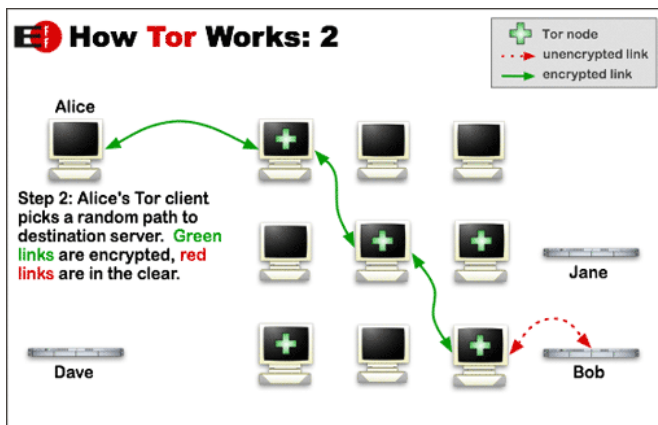 EFF How Tor Works: 2
Tor node
unencrypted link
encrypted link
Alice
Step 2: Alice's Tor client
picks a random path to
destination server. Green
links are encrypted, red
links are in the clear.
Jane
Dave
Bob